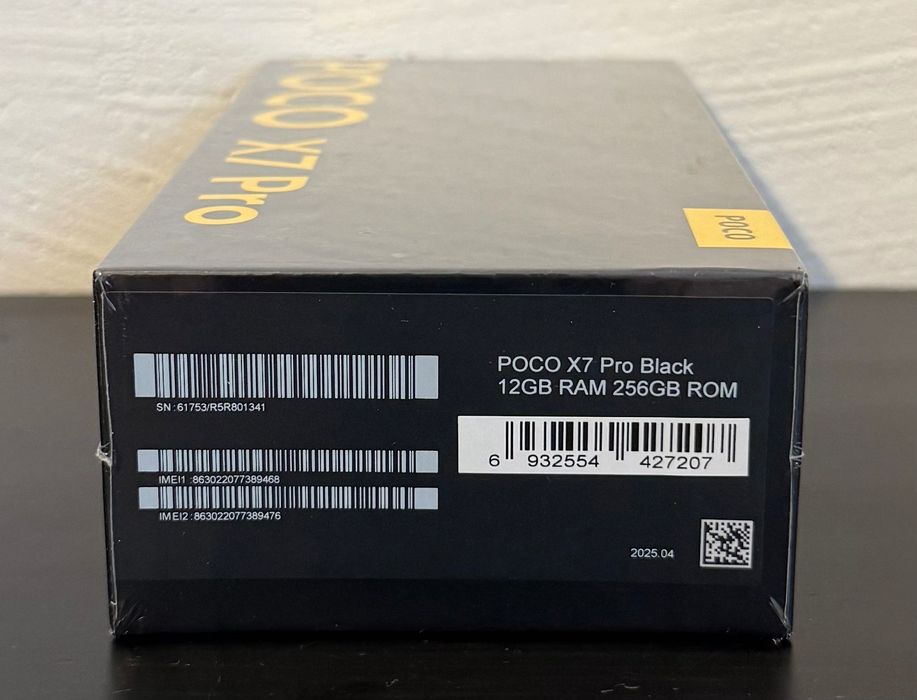 POCO X7 Pro
POCO
POCO X7 Pro Black
12GB RAM 256GB ROM
SN:61753/R5R801341
6 932554 427207
IMEI1 :863022077389468
IMEI2:863022077389476
2025.04